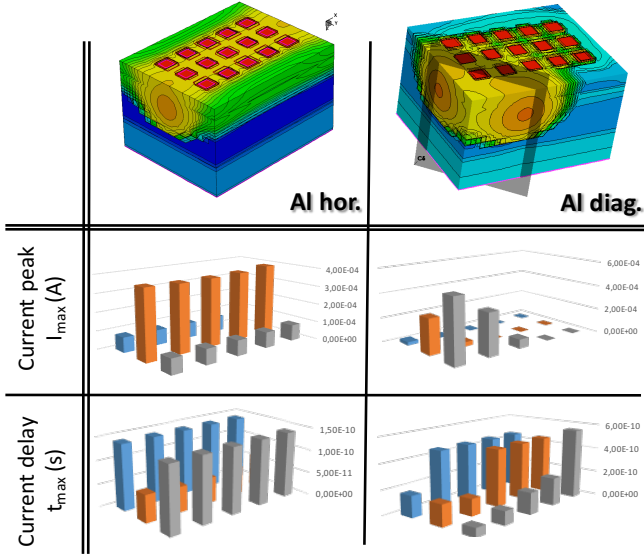 X
Y
C4
Al hor.
Al diag.
Current peak
Imax (A)
4,00E-04
3,00E-04
2,00E-04
1,00E-04
0,00E+00
6,00E-04
4,00E-04
2,00E-04
0,00E+00
Current delay
tmax (s)
1,50E-10
1,00E-10
5,00E-11
0,00E+00
6,00E-10
4,00E-10
2,00E-10
0,00E+00